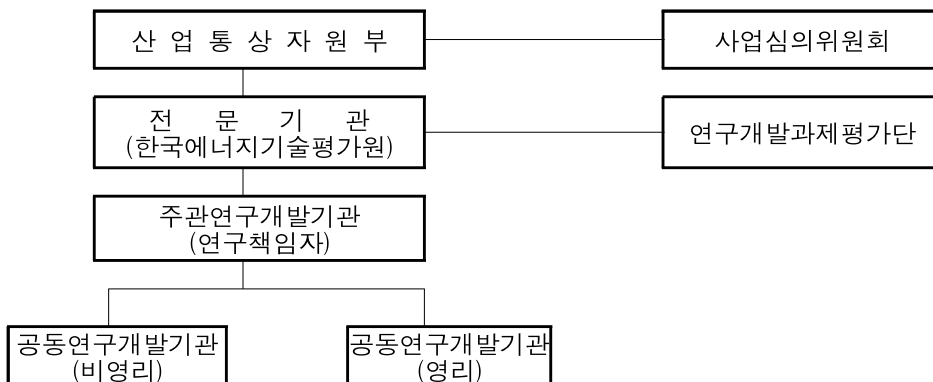 산 업 통 상 자 원 부
사업심의위원회
전 문 기 관
(한국에너지기술평가원)
연구개발과제평가단
주관연구개발기관
(연구책임자)
공동연구개발기관
(비영리)
공동연구개발기관
(영리)